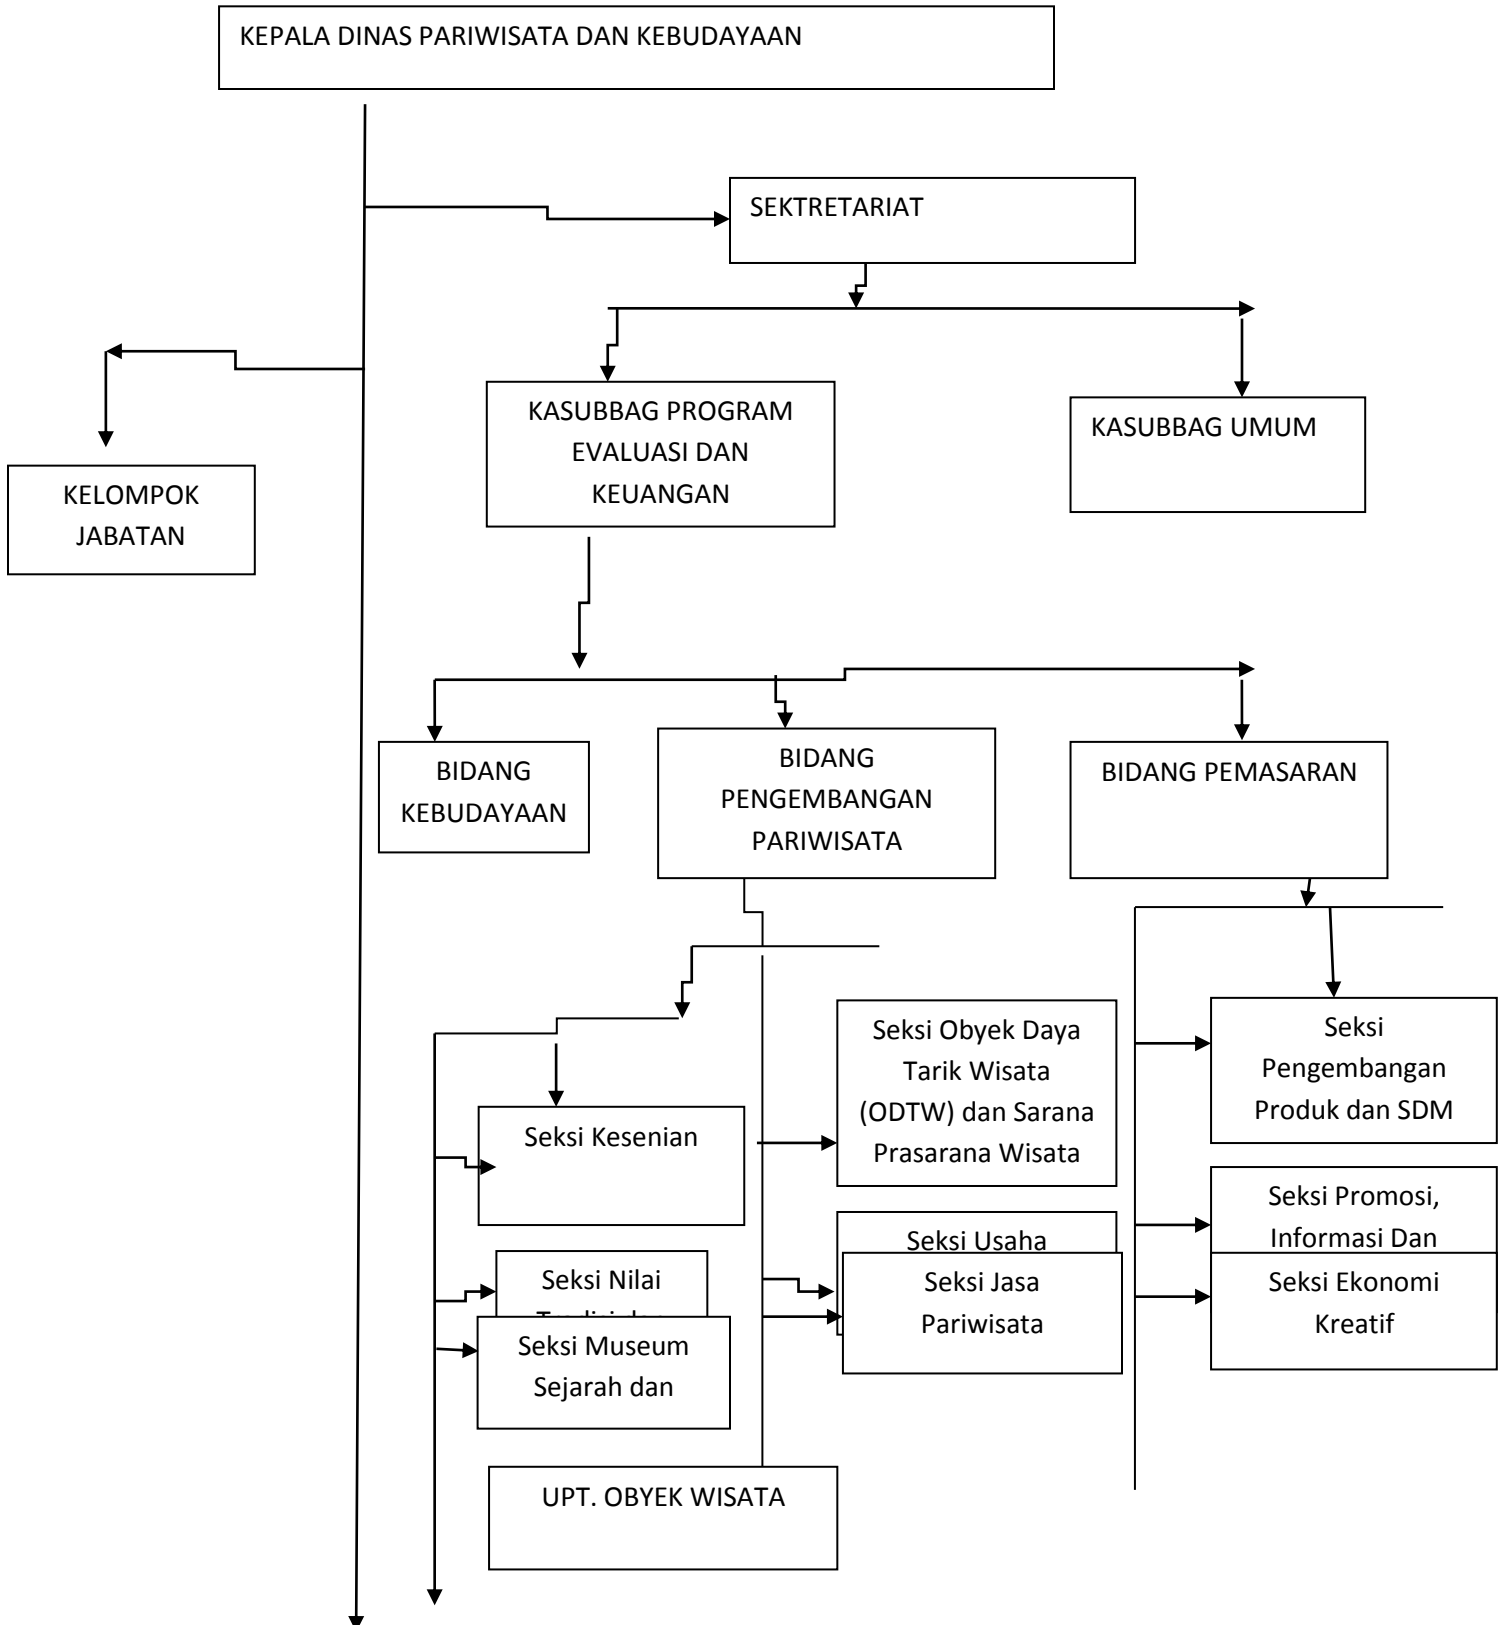 KEPALA DINAS PARIWISATA DAN KEBUDAYAAN
SEKTRETARIAT
KASUBBAG PROGRAM
EVALUASI DAN
KEUANGAN
KASUBBAG UMUM
KELOMPOK
JABATAN
BIDANG
KEBUDAYAAN
BIDANG
PENGEMBANGAN
PARIWISATA
BIDANG PEMASARAN
Seksi Kesenian
Seksi Nilai
Seksi Museum
Sejarah dan
Seksi Obyek Daya
Tarik Wisata
(ODTW) dan Sarana
Prasarana Wisata
Seksi Usaha
Seksi Jasa
Pariwisata
Seksi
Pengembangan
Produk dan SDM
Seksi Promosi,
Informasi Dan
Seksi Ekonomi
Kreatif
UPT. OBYEK WISATA